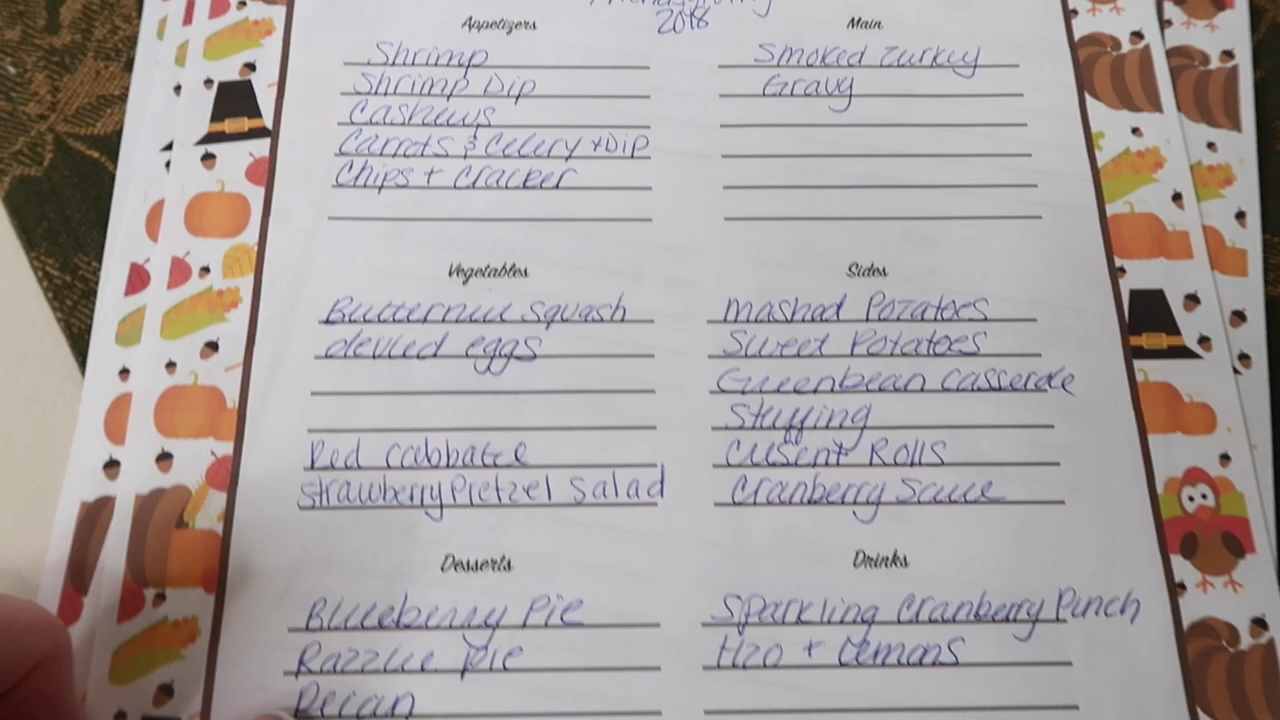 Thanksgiving
2018
Appetizers
Shrimp
Shrimp Dip
Cashews
Carrots & Celery + Dip
Chips + Cracker
Main
Smoked Turkey
Gravy
Vegetables
Butternut Squash
deviled eggs
Red cabbatge
Strawberry Pretzel Salad
Sides
mashed Potatoes
Sweet Potatoes
Greenbean Casserole
Stuffing
Cresent Rolls
Cranberry Sauce
Desserts
Blueberry Pie
Razzle Pie
Pecan
Drinks
Sparkling Cranberry Punch
H2O + Lemons